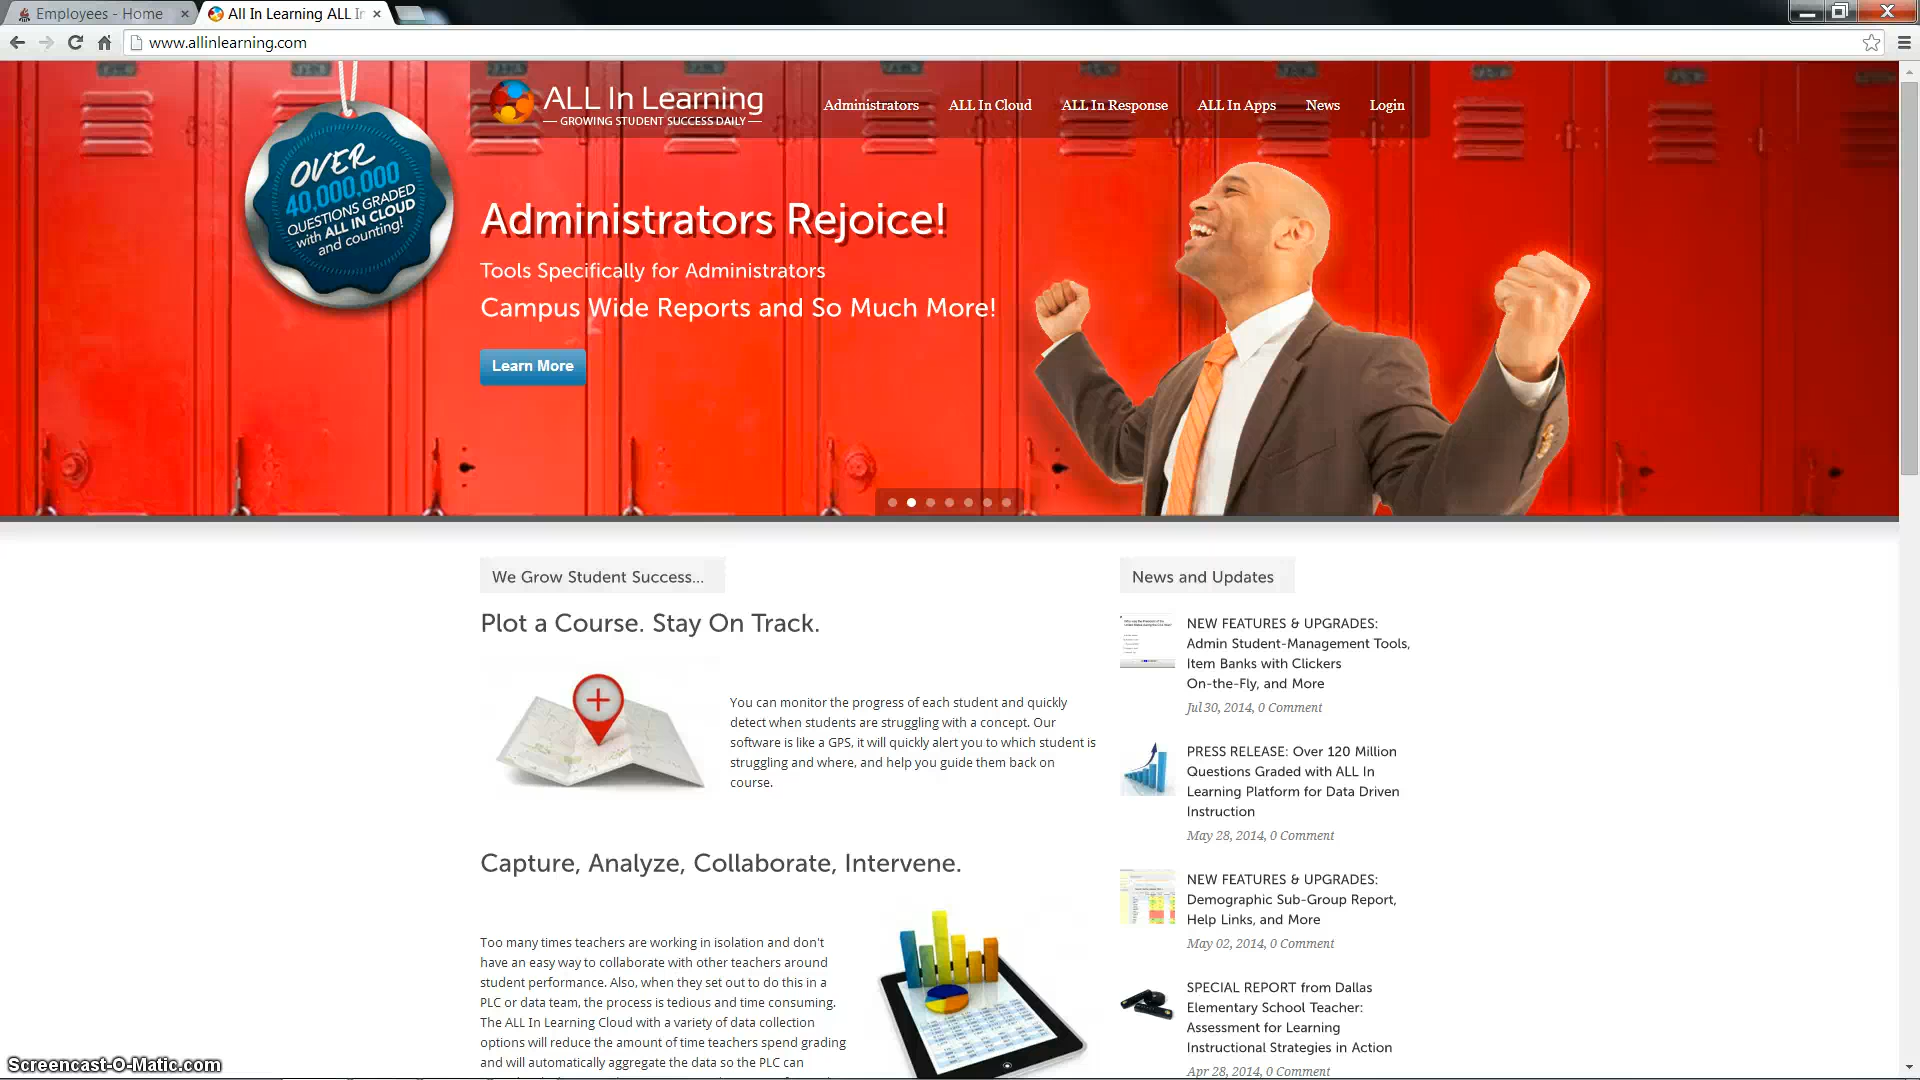 Employees - Home
All In Learning ALL In
www.allinlearning.com
ALL In Learning
GROWING STUDENT SUCCESS DAILY
Administrators
ALL In Cloud
ALL In Response
ALL In Apps
News
Login
OVER
40,000,000
QUESTIONS GRADED
with ALL IN CLOUD
and counting!
Administrators Rejoice!
Tools Specifically for Administrators
Campus Wide Reports and So Much More!
Learn More
We Grow Student Success...
Plot a Course. Stay On Track.
You can monitor the progress of each student and quickly
detect when students are struggling with a concept. Our
software is like a GPS, it will quickly alert you to which student is
struggling and where, and help you guide them back on
course.
Capture, Analyze, Collaborate, Intervene.
Too many times teachers are working in isolation and don't
have an easy way to collaborate with other teachers around
student performance. Also, when they set out to do this in a
PLC or data team, the process is tedious and time consuming.
The ALL In Learning Cloud with a variety of data collection
options will reduce the amount of time teachers spend grading
and will automatically aggregate the data so the PLC can
News and Updates
NEW FEATURES & UPGRADES:
Admin Student-Management Tools,
Item Banks with Clickers
On-the-Fly, and More
Jul 30, 2014, 0 Comment
PRESS RELEASE: Over 120 Million
Questions Graded with ALL In
Learning Platform for Data Driven
Instruction
May 28, 2014, 0 Comment
NEW FEATURES & UPGRADES:
Demographic Sub-Group Report,
Help Links, and More
May 02, 2014, 0 Comment
SPECIAL REPORT from Dallas
Elementary School Teacher:
Assessment for Learning
Instructional Strategies in Action
Apr 28, 2014, 0 Comment
Screencast-O-Matic.com